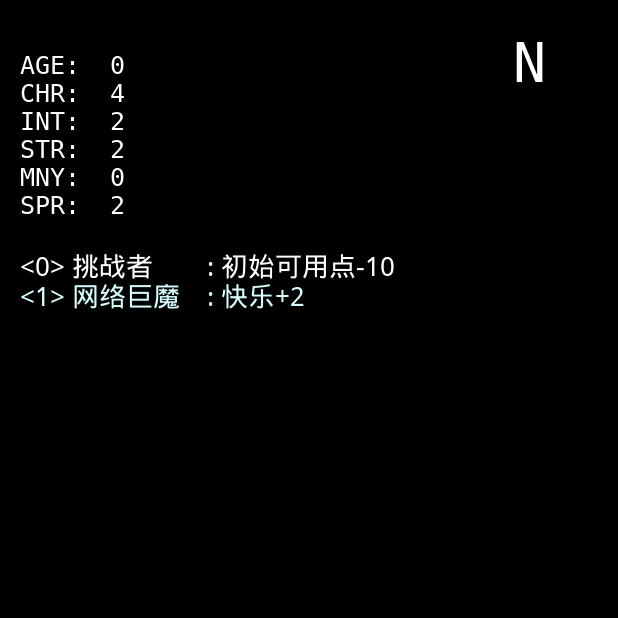 N
AGE: 0
CHR: 4
INT: 2
STR: 2
MNY: 0
SPR: 2
<0> 挑战者 : 初始可用点-10
<1> 网络巨魔 : 快乐+2